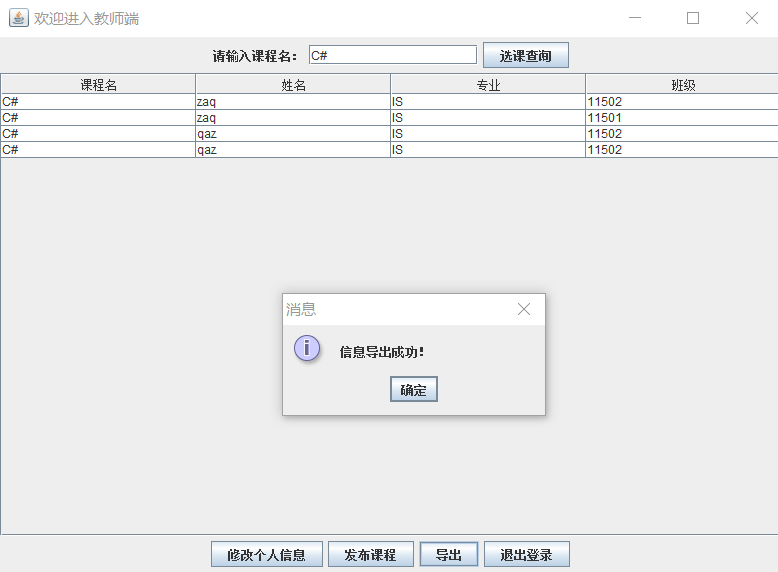 欢迎进入教师端
请输入课程名： C# 选课查询
课程名 姓名 专业 班级
C# zaq IS 11502
C# zaq IS 11501
C# qaz IS 11502
C# qaz IS 11502
消息
i 信息导出成功!
确定
修改个人信息 发布课程 导出 退出登录